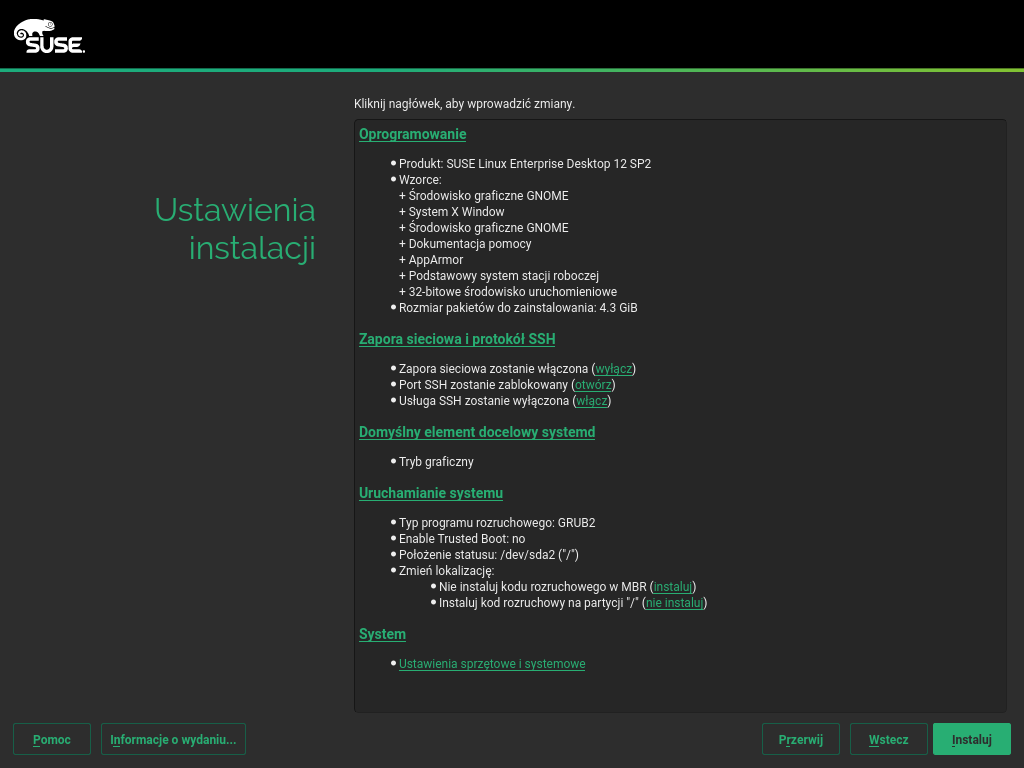 SUSE.
Kliknij nagłówek, aby wprowadzić zmiany.
Ustawienia
instalacji
Oprogramowanie
Produkt: SUSE Linux Enterprise Desktop 12 SP2
Wzorce:
+ Środowisko graficzne GNOME
+ System X Window
+ Środowisko graficzne GNOME
+ Dokumentacja pomocy
+ AppArmor
+ Podstawowy system stacji roboczej
+ 32-bitowe środowisko uruchomieniowe
Rozmiar pakietów do zainstalowania: 4.3 GiB
Zapora sieciowa i protokół SSH
Zapora sieciowa zostanie włączona (wyłącz)
Port SSH zostanie zablokowany (otwórz)
Usługa SSH zostanie wyłączona (włącz)
Domyślny element docelowy systemd
Tryb graficzny
Uruchamianie systemu
Typ programu rozruchowego: GRUB2
Enable Trusted Boot: no
Położenie statusu: /dev/sda2 ("/")
Zmień lokalizację:
Nie instaluj kodu rozruchowego w MBR (instaluj)
Instaluj kod rozruchowy na partycji "/" (nie instaluj)
System
Ustawienia sprzętowe i systemowe
Pomoc
Informacje o wydaniu...
Przerwij
Wstecz
Instaluj